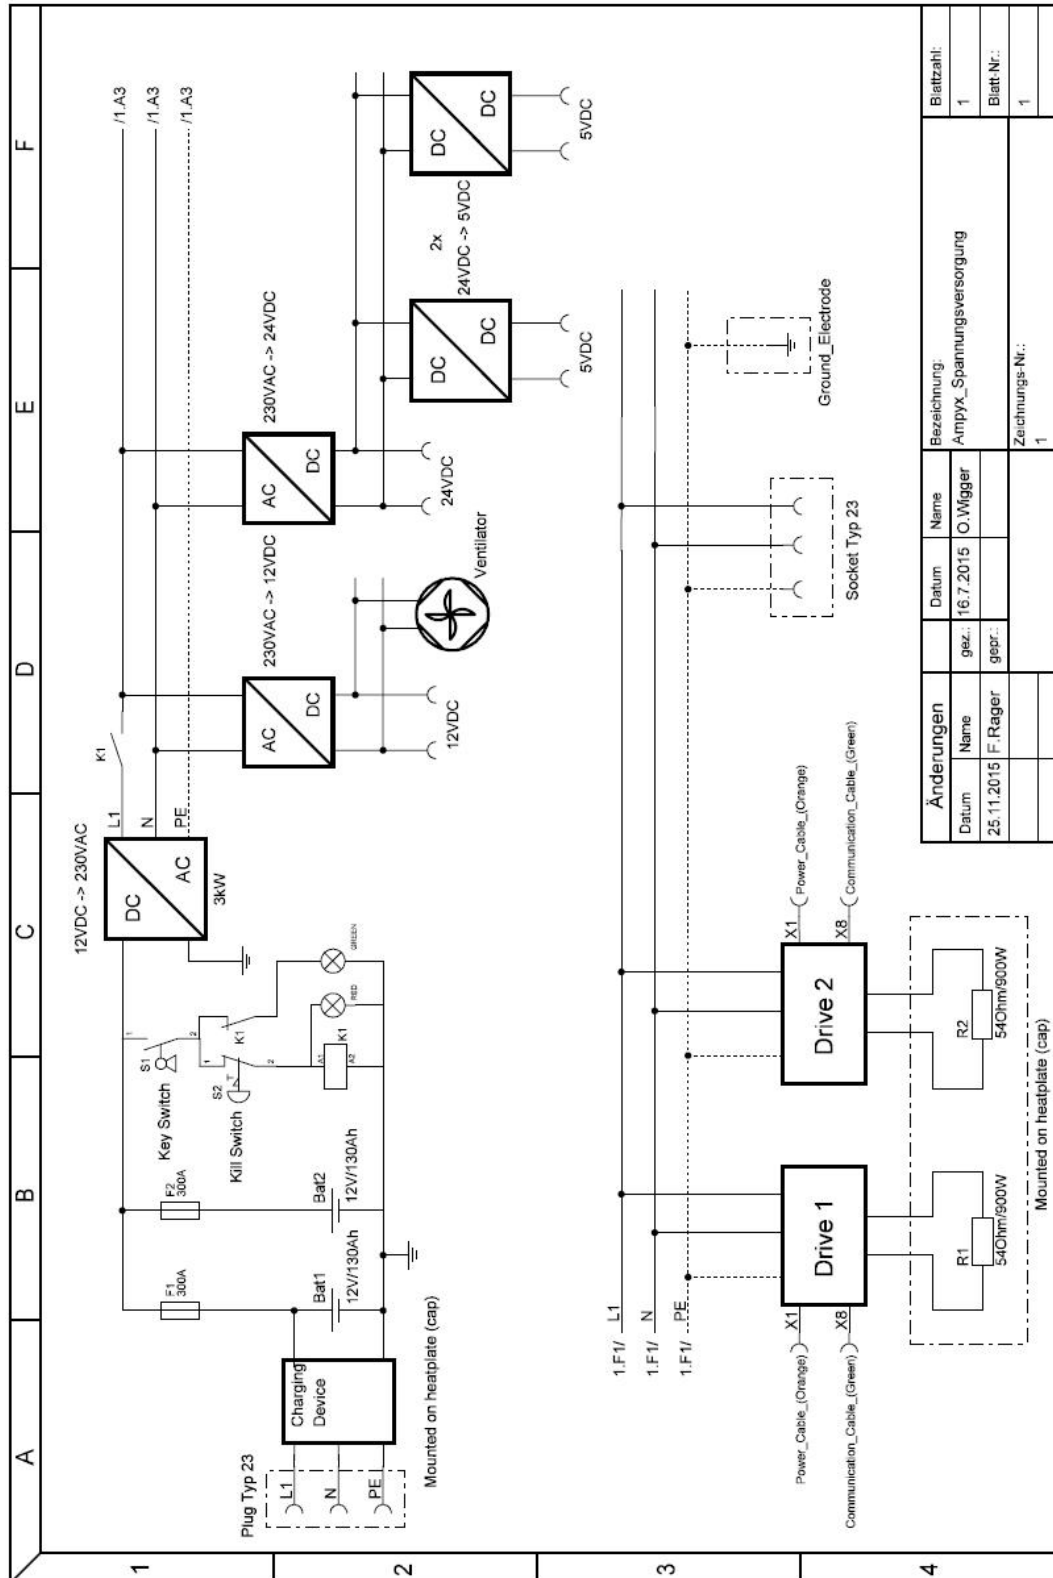 A
B
C
D
E
F
1
2
3
4
Plug Typ 23
L1
N
PE
Charging
Device
Mounted on heatplate (cap)
F1
300A
F2
300A
Bat1
12V/130Ah
Bat2
12V/130Ah
Key Switch
S1
1
2
Kill Switch
S2
T
1
2
K1
A1
A2
K1
RED
GREEN
12VDC -> 230VAC
DC
AC
3kW
L1
N
PE
K1
230VAC -> 12VDC
AC
DC
12VDC
Ventilator
230VAC -> 24VDC
AC
DC
24VDC
2x
24VDC -> 5VDC
DC
DC
5VDC
DC
DC
5VDC
/1.A3
/1.A3
/1.A3
1.F1/ L1
1.F1/ N
1.F1/ PE
Power_Cable_(Orange)
X1
Communication_Cable_(Green)
X8
Drive 1
R1
54Ohm/900W
Drive 2
X1
Power_Cable_(Orange)
X8
Communication_Cable_(Green)
R2
54Ohm/900W
Mounted on heatplate (cap)
Socket Typ 23
Ground_Electrode
Änderungen
Datum Name
25.11.2015 F.Rager
Datum Name
gez.: 16.7.2015 O.Wigger
gepr.:
Bezeichnung:
Ampyx_Spannungsversorgung
Zeichnungs-Nr.:
1
Blattzahl:
1
Blatt-Nr.:
1